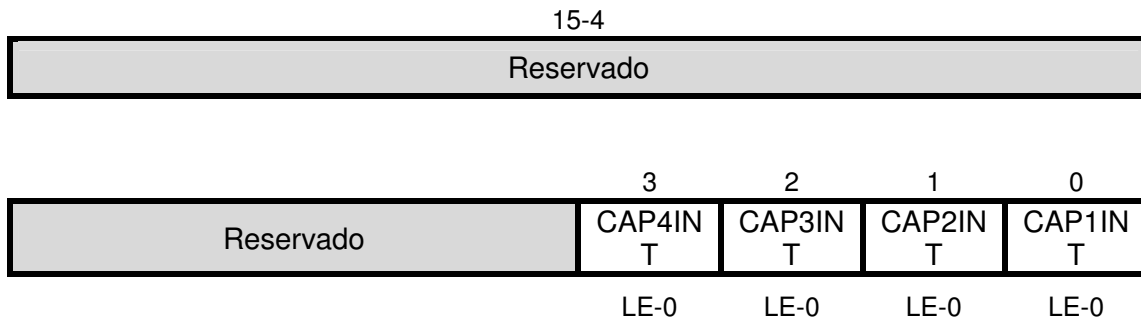 15-4
Reservado
3 2 1 0
Reservado CAP4IN CAP3IN CAP2IN CAP1IN
T T T T
LE-0 LE-0 LE-0 LE-0